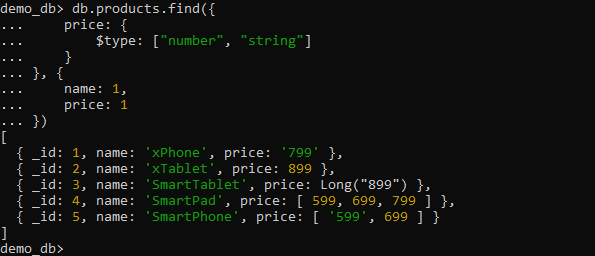 demo_db> db.products.find({
...     price: {
...         $type: ["number", "string"]
...     }
... }, {
...     name: 1,
...     price: 1
... })
[
  { _id: 1, name: 'xPhone', price: '799' },
  { _id: 2, name: 'xTablet', price: 899 },
  { _id: 3, name: 'SmartTablet', price: Long("899") },
  { _id: 4, name: 'SmartPad', price: [ 599, 699, 799 ] },
  { _id: 5, name: 'SmartPhone', price: [ '599', 699 ] }
]
demo_db>